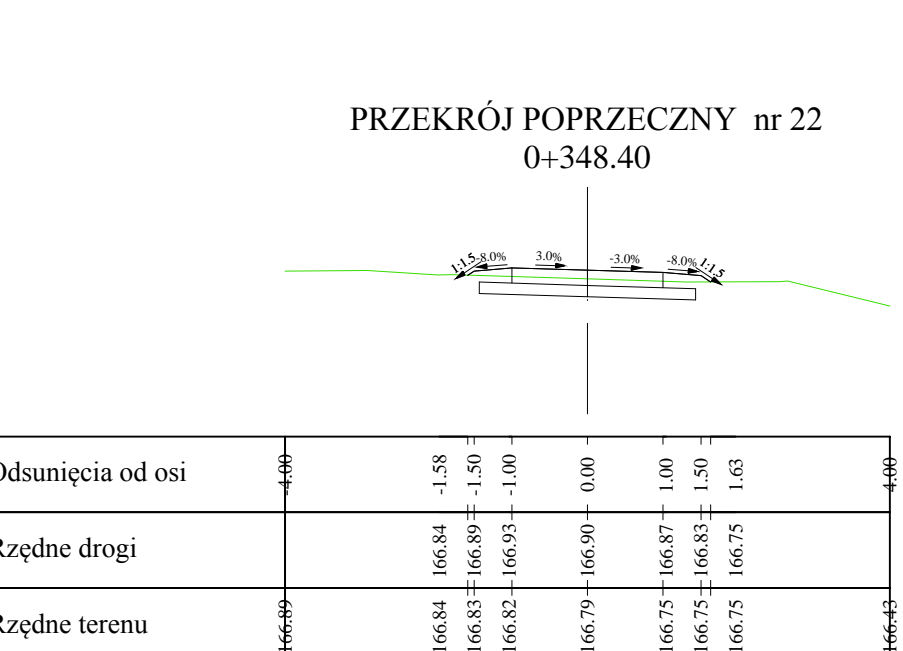 PRZEKRÓJ POPRZECZNY nr 22
0+348.40
1:1.5 -8.0% 3.0% -3.0% -8.0% 1:1.5
Odsunięcia od osi -4.00 -1.58 -1.50 -1.00 0.00 1.00 1.50 1.63 4.00
Rzędne drogi 166.84 166.89 166.93 166.90 166.87 166.83 166.75
Rzędne terenu 166.89 166.84 166.83 166.82 166.79 166.75 166.75 166.75 166.43